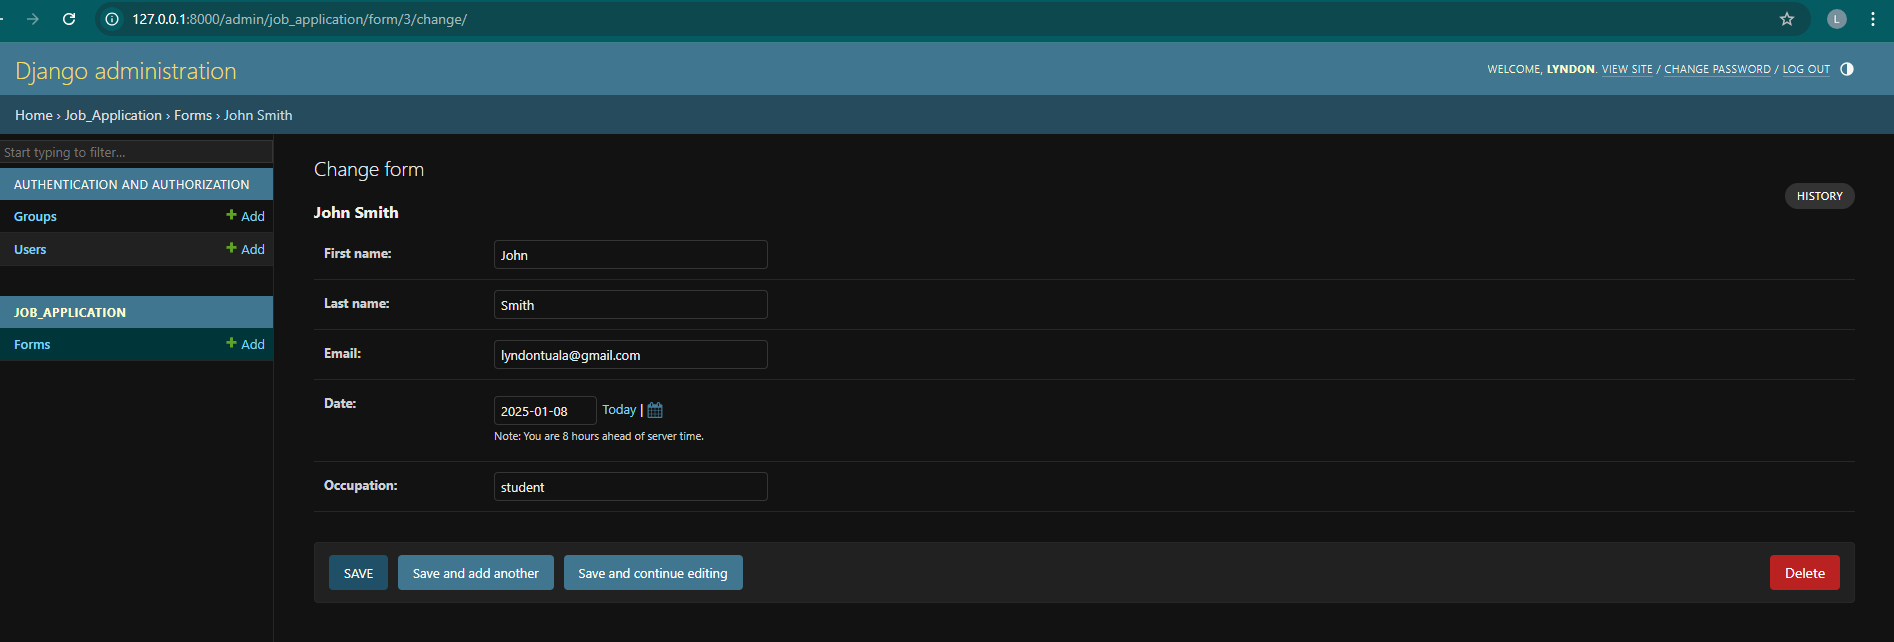 127.0.0.1:8000/admin/job_application/form/3/change/
L
Django administration
WELCOME, LYNDON. VIEW SITE / CHANGE PASSWORD / LOG OUT
Home › Job_Application › Forms › John Smith
Start typing to filter...
AUTHENTICATION AND AUTHORIZATION
Groups + Add
Users + Add
JOB_APPLICATION
Forms + Add
Change form
HISTORY
John Smith
First name: John
Last name: Smith
Email: lyndontuala@gmail.com
Date: 2025-01-08 Today |
Note: You are 8 hours ahead of server time.
Occupation: student
SAVE Save and add another Save and continue editing Delete